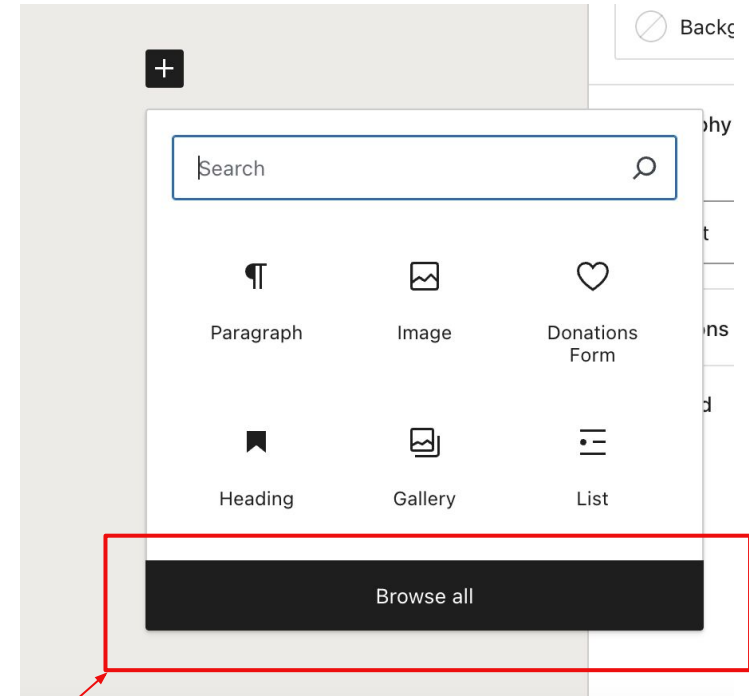 Search
Paragraph
Image
Donations
Form
Heading
Gallery
List
Browse all